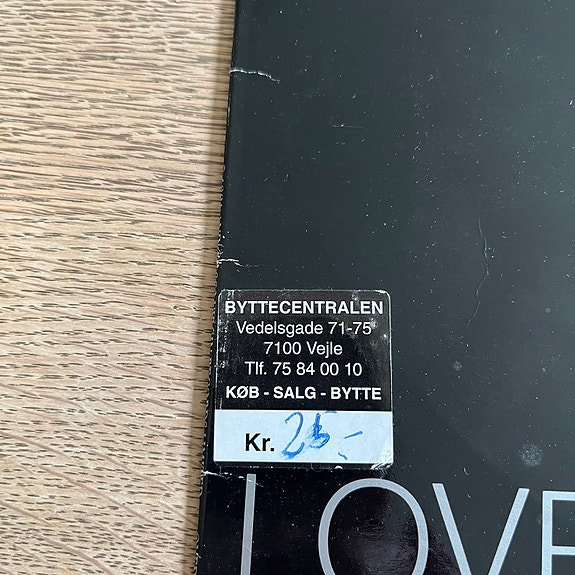 BYTTECENTRALEN
Vedelsgade 71-75
7100 Vejle
Tlf. 75 84 00 10
KØB - SALG - BYTTE
Kr. 25,-
LOVE